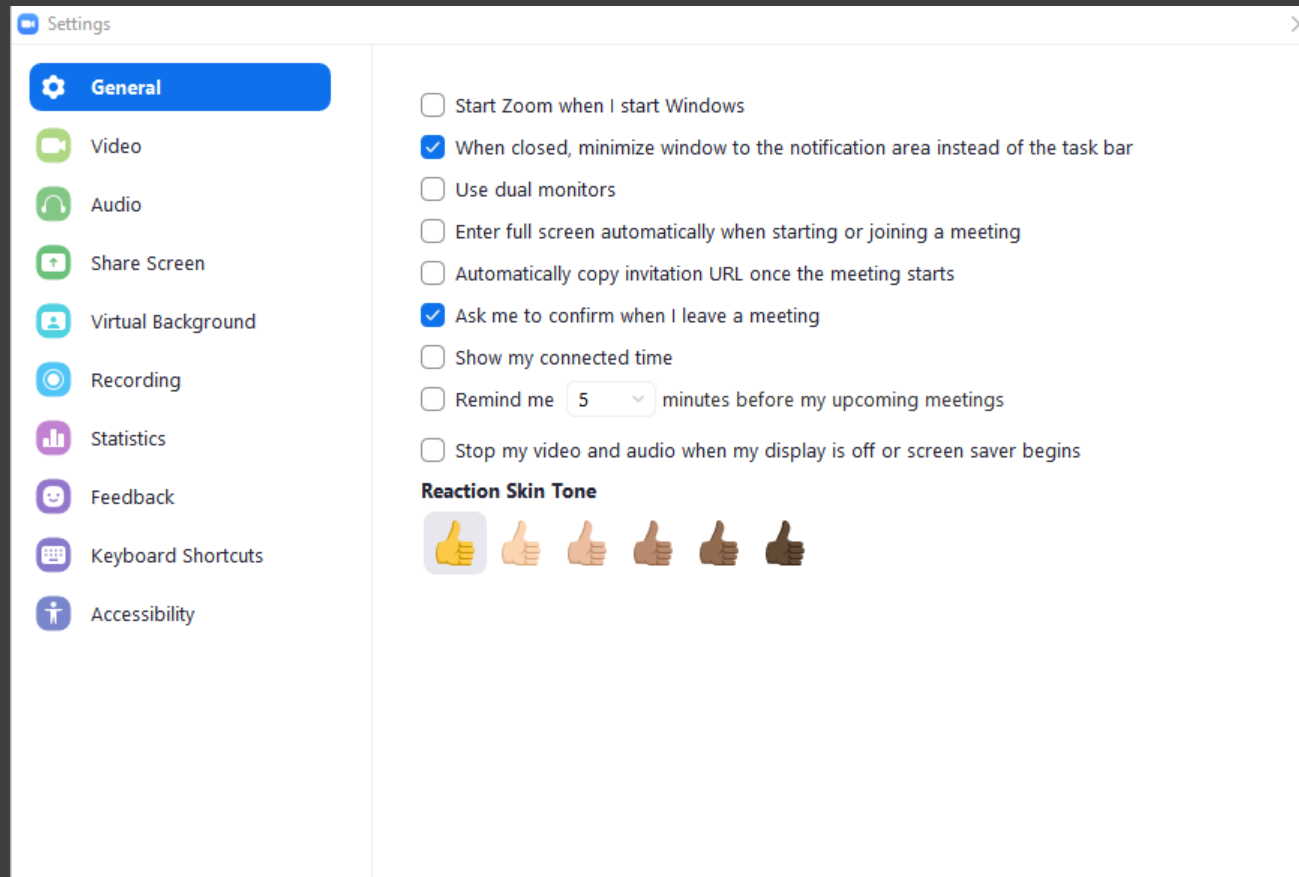 Settings
General
Video
Audio
Share Screen
Virtual Background
Recording
Statistics
Feedback
Keyboard Shortcuts
Accessibility
Start Zoom when I start Windows
When closed, minimize window to the notification area instead of the task bar
Use dual monitors
Enter full screen automatically when starting or joining a meeting
Automatically copy invitation URL once the meeting starts
Ask me to confirm when I leave a meeting
Show my connected time
Remind me 5 minutes before my upcoming meetings
Stop my video and audio when my display is off or screen saver begins
Reaction Skin Tone